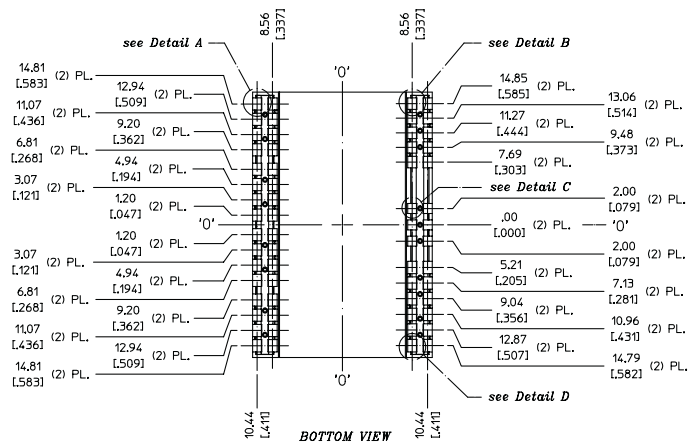 8.56
[.337]
8.56
[.337]
see Detail A
see Detail B
'0'
14.81
[.583] (2) PL.
12.94
[.509] (2) PL.
11.07
[.436] (2) PL.
9.20
[.362] (2) PL.
6.81
[.268] (2) PL.
4.94
[.194] (2) PL.
3.07
[.121] (2) PL.
1.20
[.047] (2) PL.
'0'
1.20
[.047] (2) PL.
3.07
[.121] (2) PL.
4.94
[.194] (2) PL.
6.81
[.268] (2) PL.
9.20
[.362] (2) PL.
11.07
[.436] (2) PL.
12.94
[.509] (2) PL.
14.81
[.583] (2) PL.
14.85
[.585] (2) PL.
13.06
[.514] (2) PL.
11.27
[.444] (2) PL.
9.48
[.373] (2) PL.
7.69
[.303] (2) PL.
see Detail C
2.00
[.079] (2) PL.
.00
[.000] (2) PL. '0'
2.00
[.079] (2) PL.
5.21
[.205] (2) PL.
7.13
[.281] (2) PL.
9.04
[.356] (2) PL.
10.96
[.431] (2) PL.
12.87
[.507] (2) PL.
14.79
[.582] (2) PL.
see Detail D
'0'
10.44
[.411]
10.44
[.411]
BOTTOM VIEW